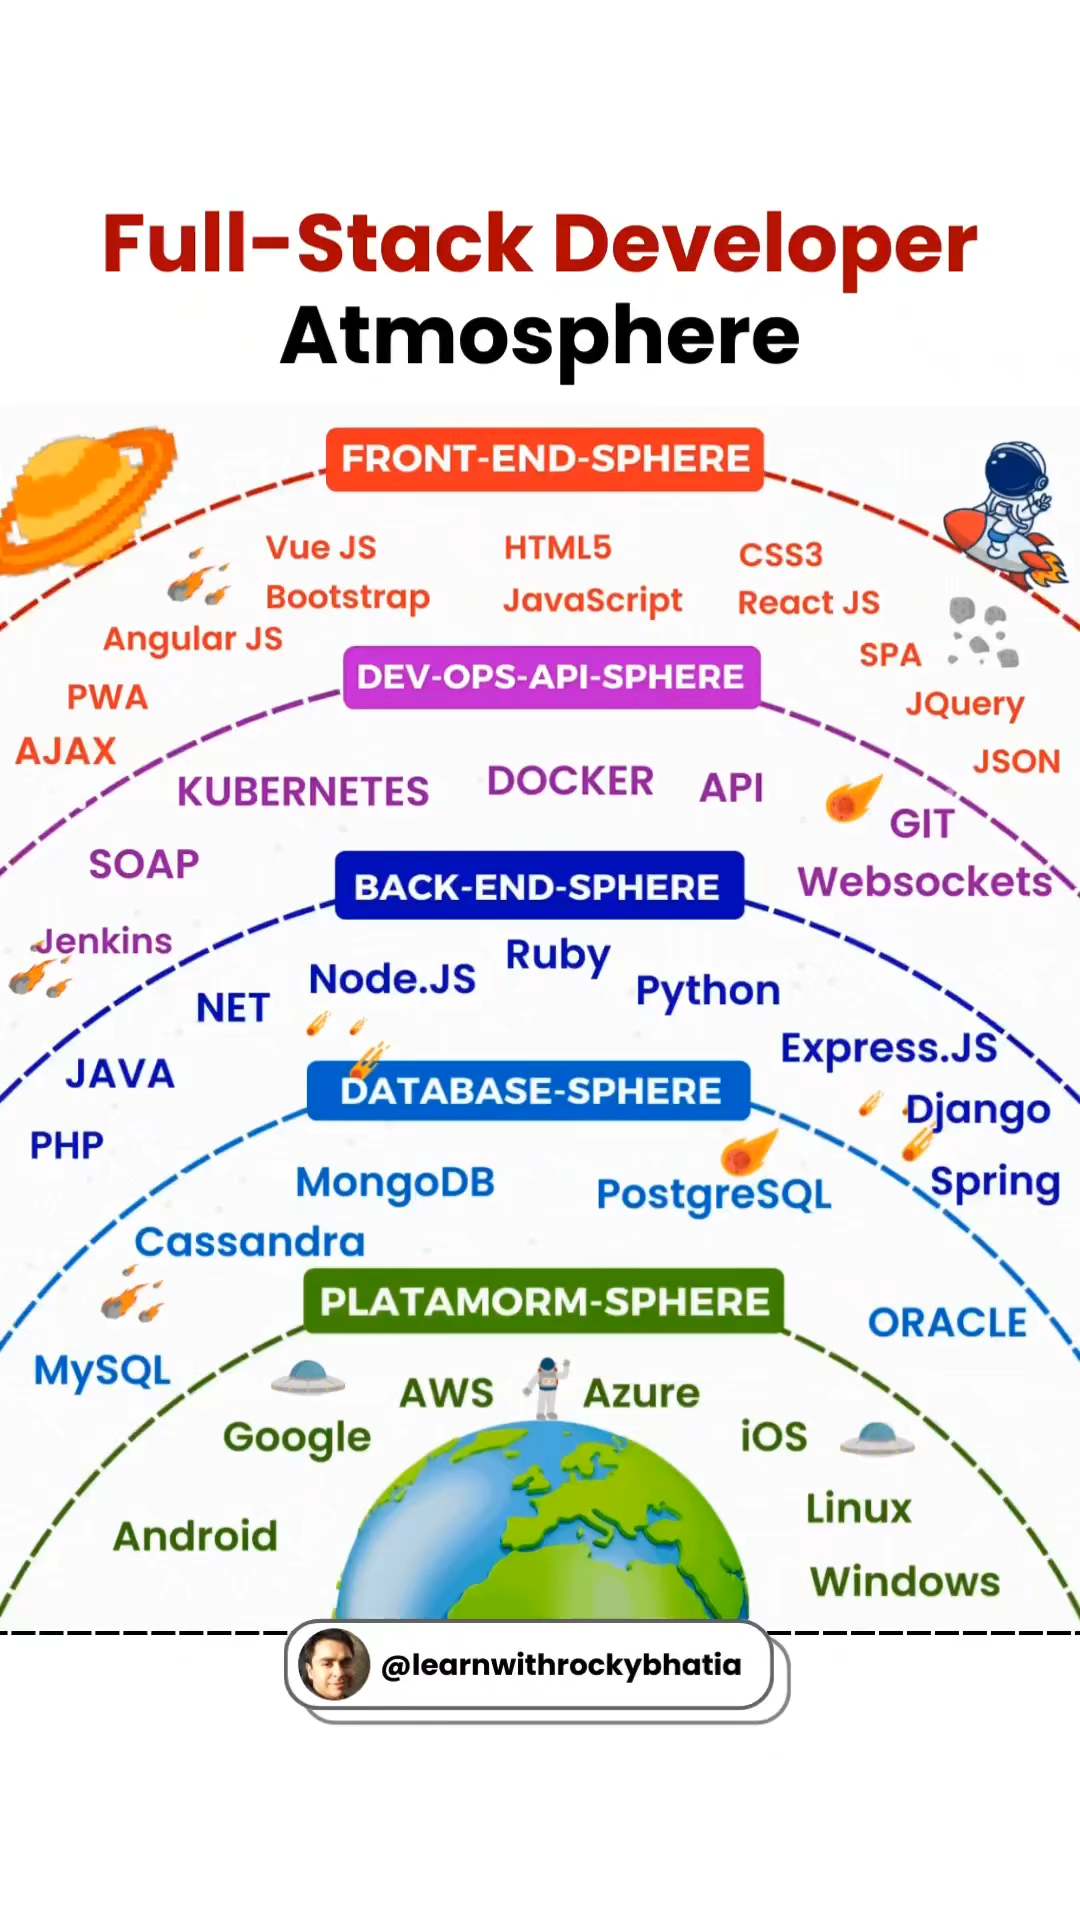 Full-Stack Developer
Atmosphere
FRONT-END-SPHERE
Vue JS
HTML5
CSS3
Bootstrap
JavaScript
React JS
Angular JS
SPA
PWA
JQuery
AJAX
JSON
DEV-OPS-API-SPHERE
KUBERNETES
DOCKER
API
GIT
SOAP
Websockets
Jenkins
BACK-END-SPHERE
Ruby
Node.JS
Python
NET
Express.JS
JAVA
Django
PHP
Spring
DATABASE-SPHERE
MongoDB
PostgreSQL
Cassandra
ORACLE
MySQL
PLATAMORM-SPHERE
AWS
Azure
Google
iOS
Linux
Android
Windows
@learnwithrockybhatia